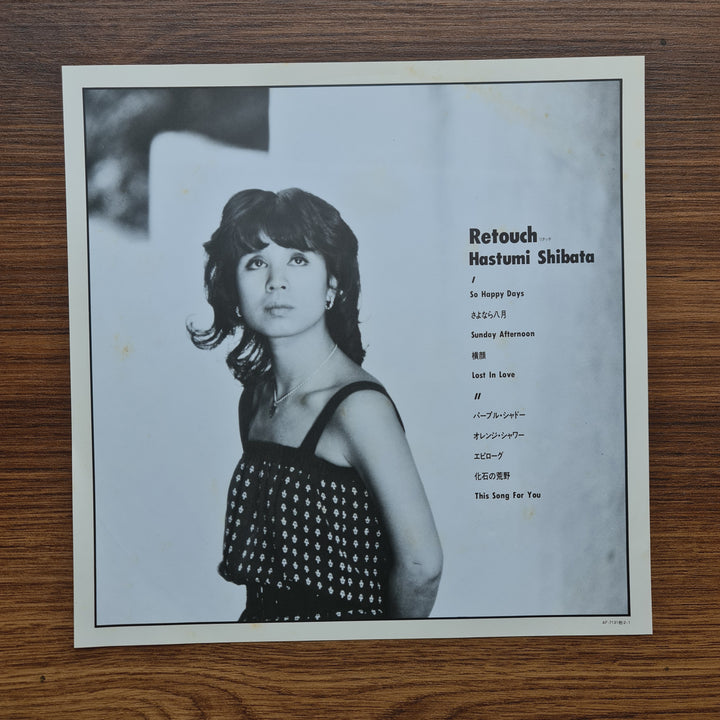 Retouch リタッチ
Hastumi Shibata
I
So Happy Days
さよなら八月
Sunday Afternoon
横顔
Lost In Love
II
パープル・シャドー
オレンジ・シャワー
エピローグ
化石の荒野
This Song For You